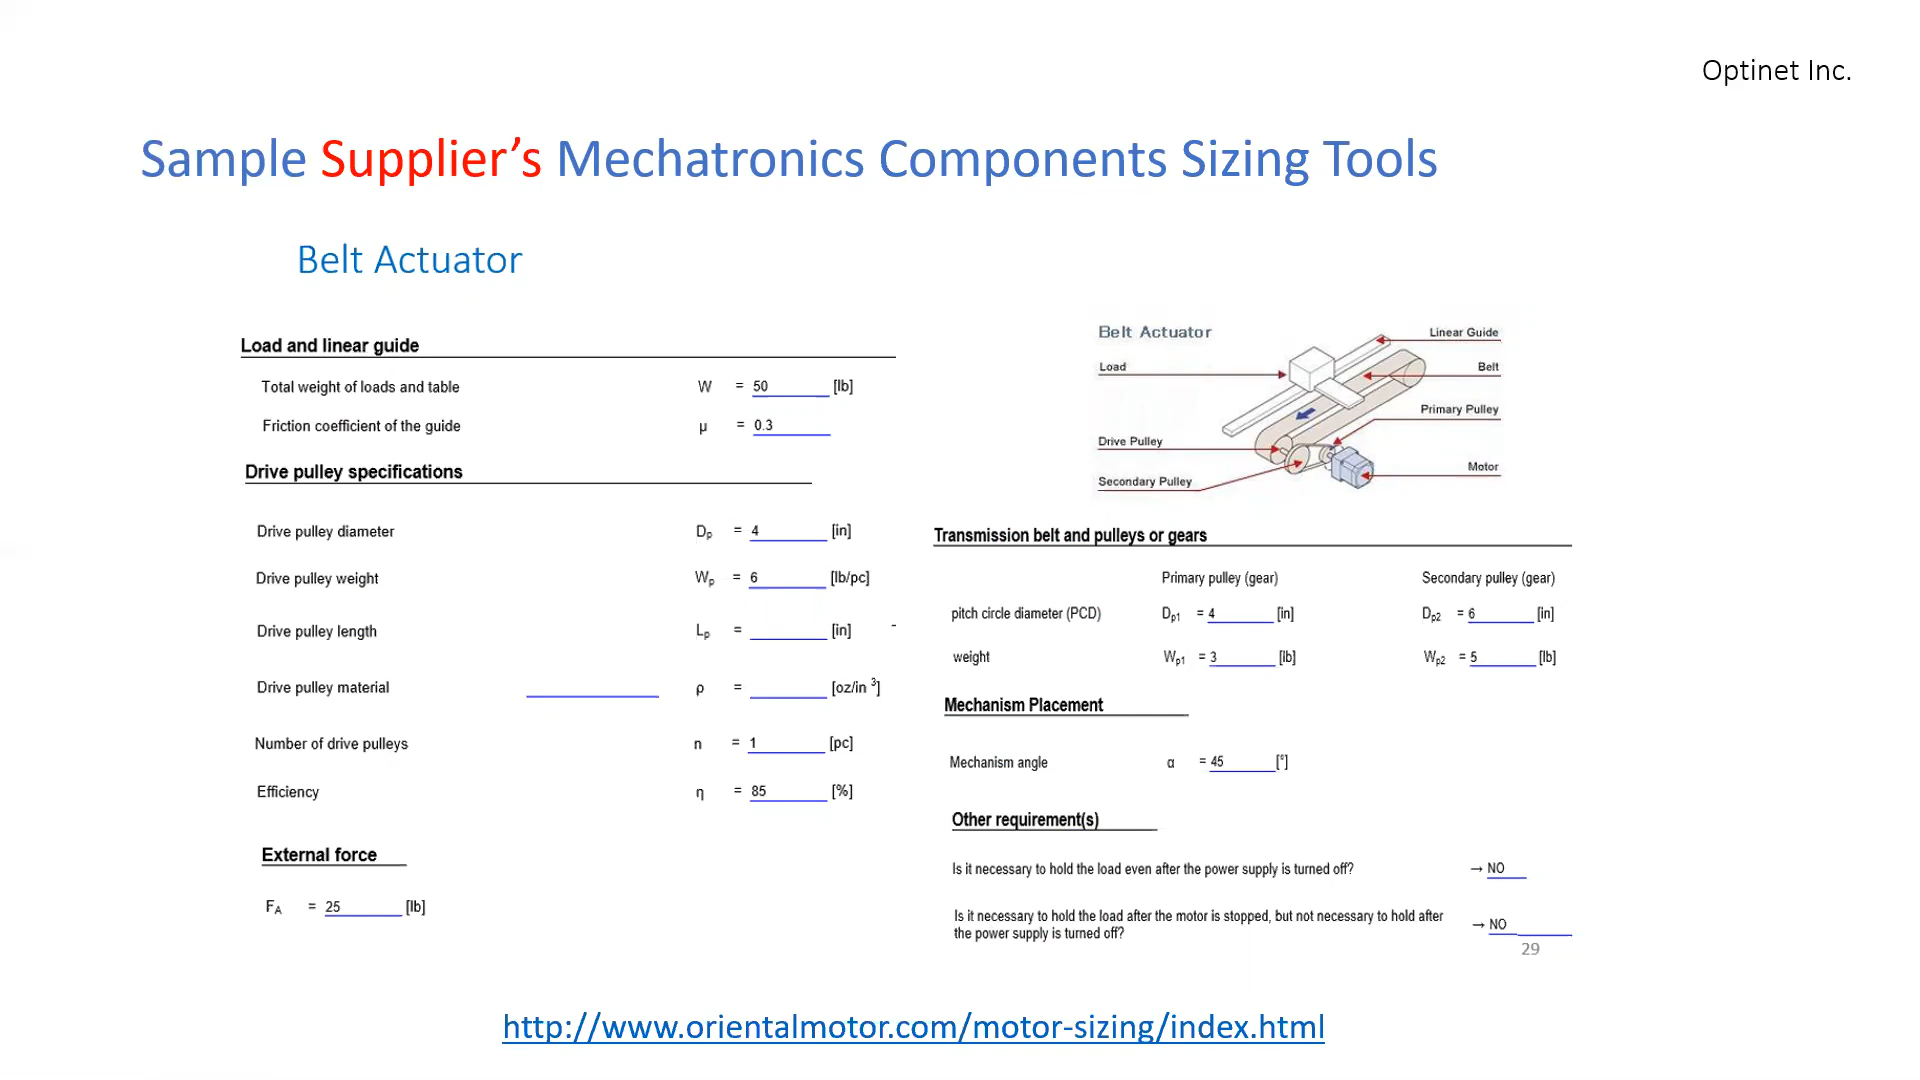 Optinet Inc.
Sample Supplier’s Mechatronics Components Sizing Tools
Belt Actuator
Load and linear guide
Total weight of loads and table W = 50 [lb]
Friction coefficient of the guide μ = 0.3
Drive pulley specifications
Drive pulley diameter Dp = 4 [in]
Drive pulley weight Wp = 6 [lb/pc]
Drive pulley length Lp = [in] -
Drive pulley material ρ = [oz/in 3]
Number of drive pulleys n = 1 [pc]
Efficiency η = 85 [%]
External force
FA = 25 [lb]
Belt Actuator
Linear Guide
Load
Belt
Primary Pulley
Drive Pulley
Motor
Secondary Pulley
Transmission belt and pulleys or gears
Primary pulley (gear) Secondary pulley (gear)
pitch circle diameter (PCD) Dp1 = 4 [in] Dp2 = 6 [in]
weight Wp1 = 3 [lb] Wp2 = 5 [lb]
Mechanism Placement
Mechanism angle α = 45 [°]
Other requirement(s)
Is it necessary to hold the load even after the power supply is turned off? → NO
Is it necessary to hold the load after the motor is stopped, but not necessary to hold after
the power supply is turned off? → NO
29
http://www.orientalmotor.com/motor-sizing/index.html